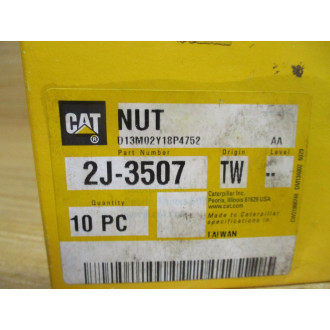 CAT
®
NUT
D13M02Y18P4752 AA
Part Number Origin Level
2J-3507 TW --
Quantity
10 PC
Caterpillar Inc.
Peoria, Illinois 61629 US
www.cat.com
Made to Caterpillar
specifications in:
TAIWAN